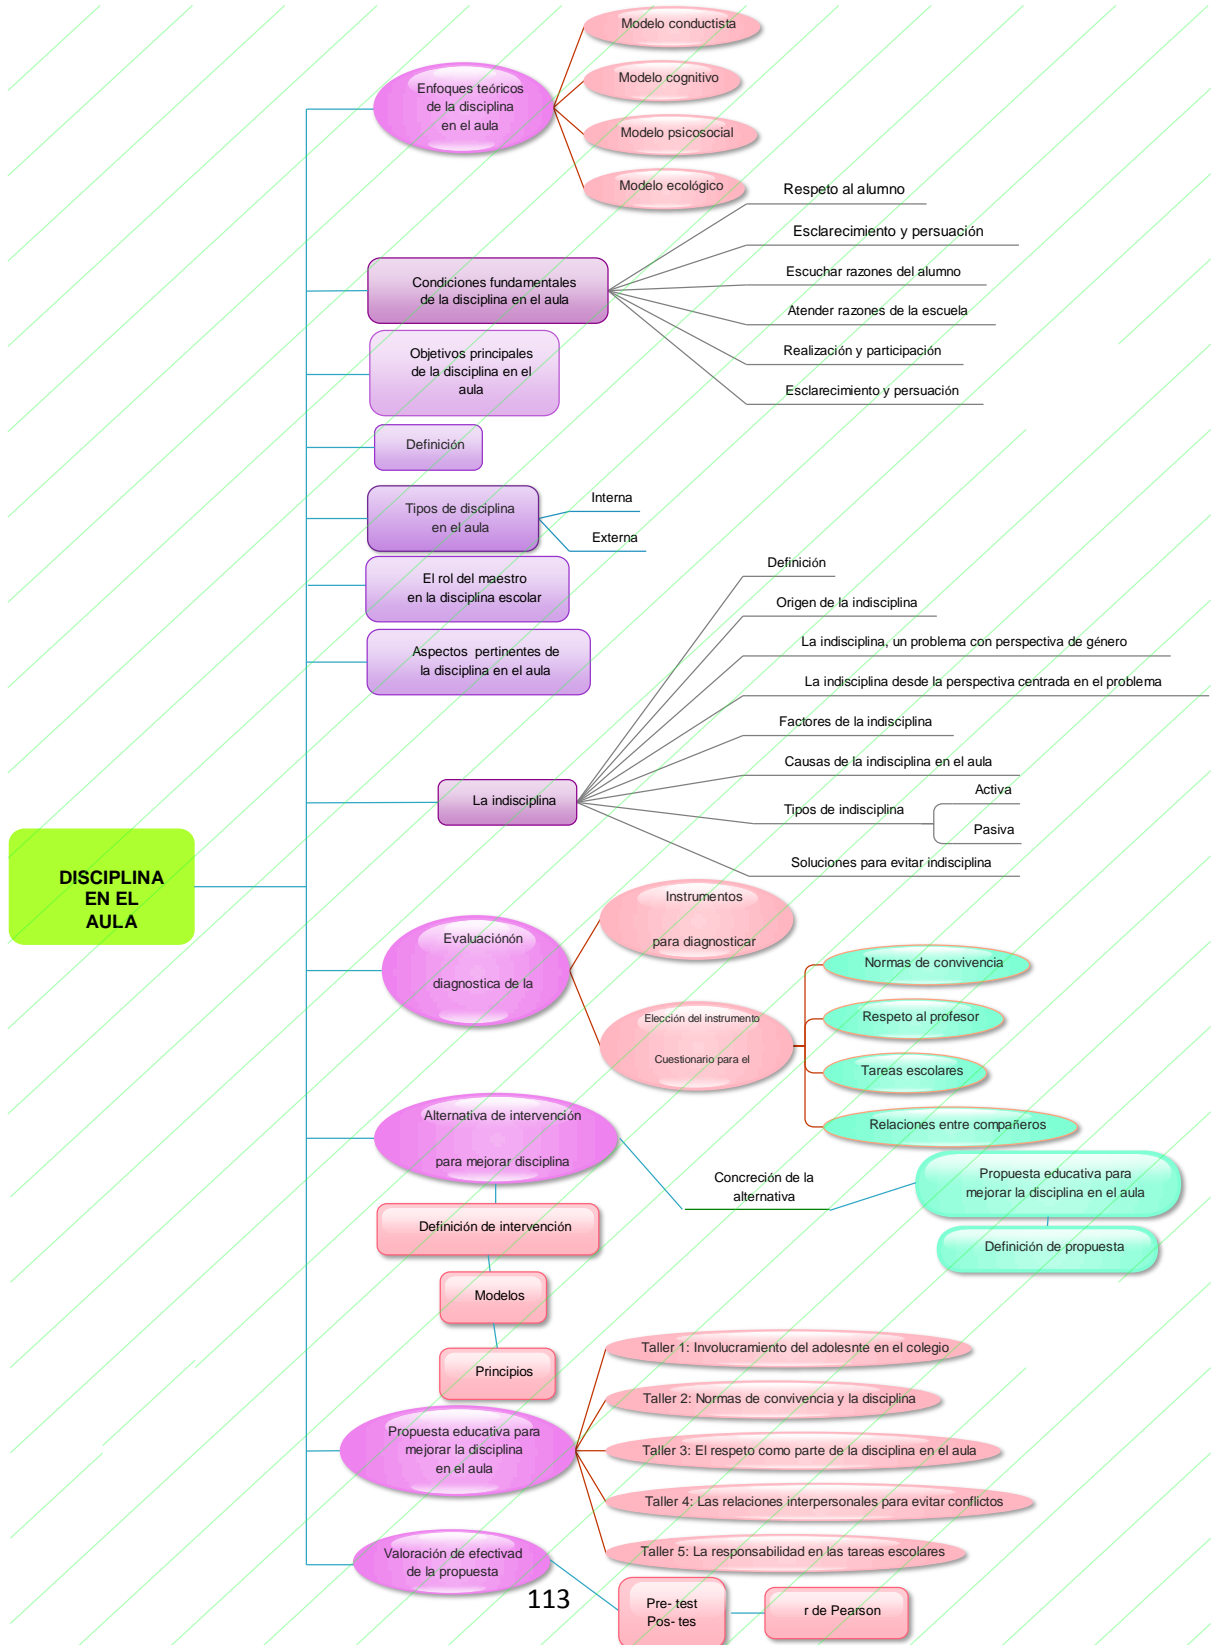 Modelo conductista
Enfoques teóricos
de la disciplina
en el aula
Modelo cognitivo
Modelo psicosocial
Modelo ecológico
Condiciones fundamentales
de la disciplina en el aula
Respeto al alumno
Esclarecimiento y persuación
Escuchar razones del alumno
Atender razones de la escuela
Realización y participación
Esclarecimiento y persuación
Objetivos principales
de la disciplina en el
aula
Definición
Tipos de disciplina
en el aula
Interna
Externa
El rol del maestro
en la disciplina escolar
Aspectos pertinentes de
la disciplina en el aula
La indisciplina
Definición
Origen de la indisciplina
La indisciplina, un problema con perspectiva de género
La indisciplina desde la perspectiva centrada en el problema
Factores de la indisciplina
Causas de la indisciplina en el aula
Tipos de indisciplina
Activa
Pasiva
Soluciones para evitar indisciplina
DISCIPLINA
EN EL
AULA
Evaluaciónón
diagnostica de la
Instrumentos
para diagnosticar
Elección del instrumento
Cuestionario para el
Normas de convivencia
Respeto al profesor
Tareas escolares
Relaciones entre compañeros
Alternativa de intervención
para mejorar disciplina
Concreción de la
alternativa
Propuesta educativa para
mejorar la disciplina en el aula
Definición de propuesta
Definición de intervención
Modelos
Principios
Propuesta educativa para
mejorar la disciplina
en el aula
Taller 1: Involucramiento del adolesnte en el colegio
Taller 2: Normas de convivencia y la disciplina
Taller 3: El respeto como parte de la disciplina en el aula
Taller 4: Las relaciones interpersonales para evitar conflictos
Taller 5: La responsabilidad en las tareas escolares
Valoración de efectivad
de la propuesta
Pre- test
Pos- tes
r de Pearson
113